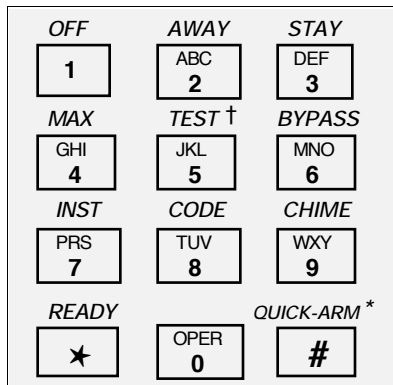 OFF AWAY STAY
1 ABC DEF
2 3
MAX TEST † BYPASS
GHI JKL MNO
4 5 6
INST CODE CHIME
PRS TUV WXY
7 8 9
READY QUICK-ARM *
* OPER #
0